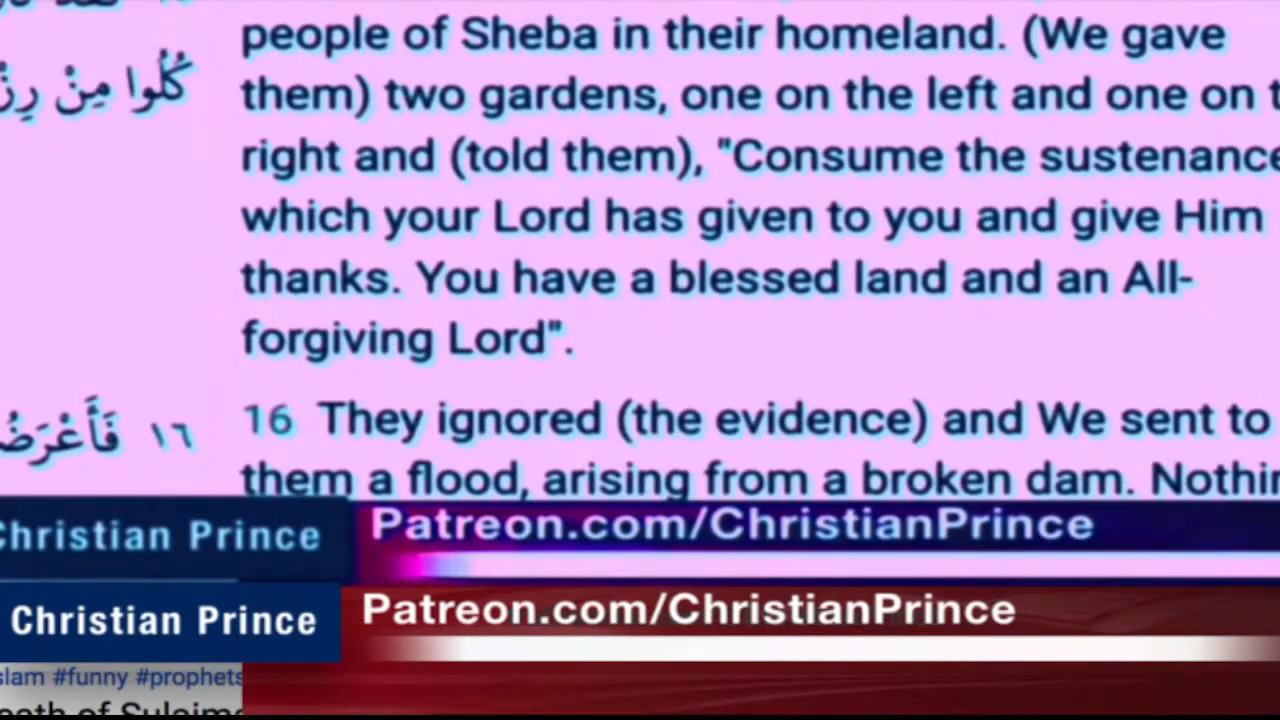 people of Sheba in their homeland. (We gave
كُلُوا مِنْ
them) two gardens, one on the left and one on
right and (told them), "Consume the sustenance
which your Lord has given to you and give Him
thanks. You have a blessed land and an All-
forgiving Lord".
16 They ignored (the evidence) and We sent to
١٦
them a flood, arising from a broken dam.
Christian Prince
Patreon.com/ChristianPrince
Christian Prince
Patreon.com/ChristianPrince
#funny #prophets
of